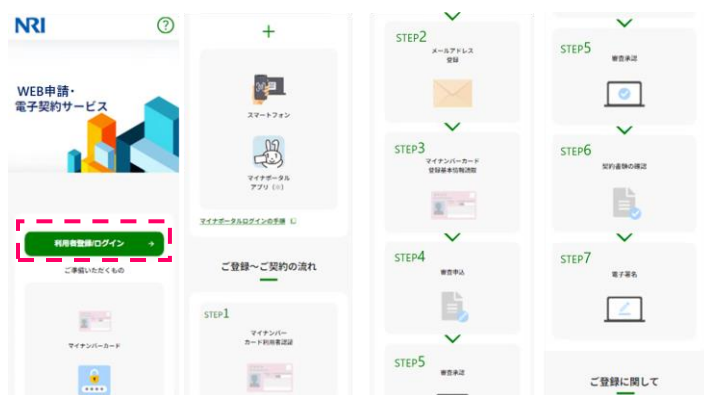 NRI
?
WEB申請・
電子契約サービス
利用者登録/ログイン →
ご準備いただくもの
マイナンバーカード
+
スマートフォン
マイナポータル
アプリ (※)
マイナポータルログインの手順
ご登録～ご契約の流れ
STEP1
マイナンバー
カード利用者認証
STEP2
メールアドレス
登録
STEP3
マイナンバーカード
登録基本情報読取
STEP4
審査申込
STEP5
審査承認
STEP5
審査承認
STEP6
契約書類の確認
STEP7
電子署名
ご登録に関して